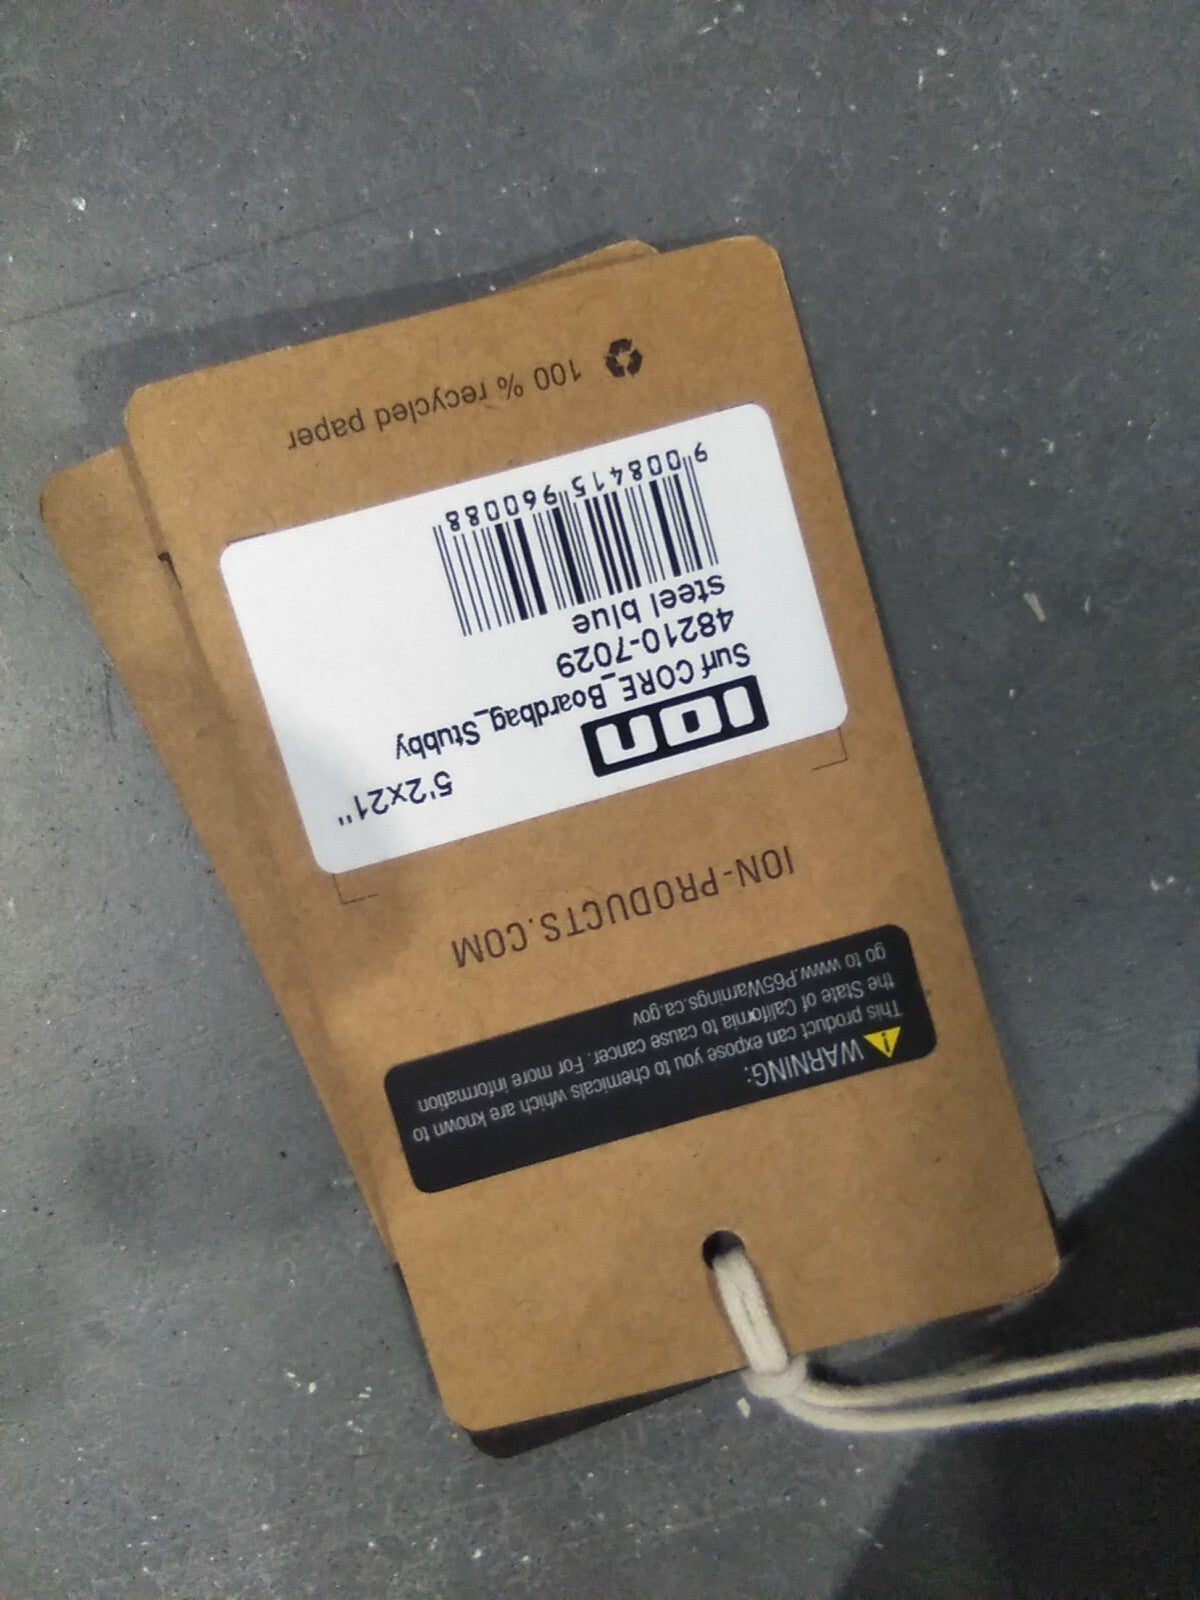 WARNING:
This product can expose you to chemicals which are known to
the State of California to cause cancer. For more information
go to www.P65Warnings.ca.gov
ION-PRODUCTS.COM
ion
5'2x21"
Surf CORE_Boardbag_Stubby
48210-7029
steel blue
9 008415 960088
100 % recycled paper